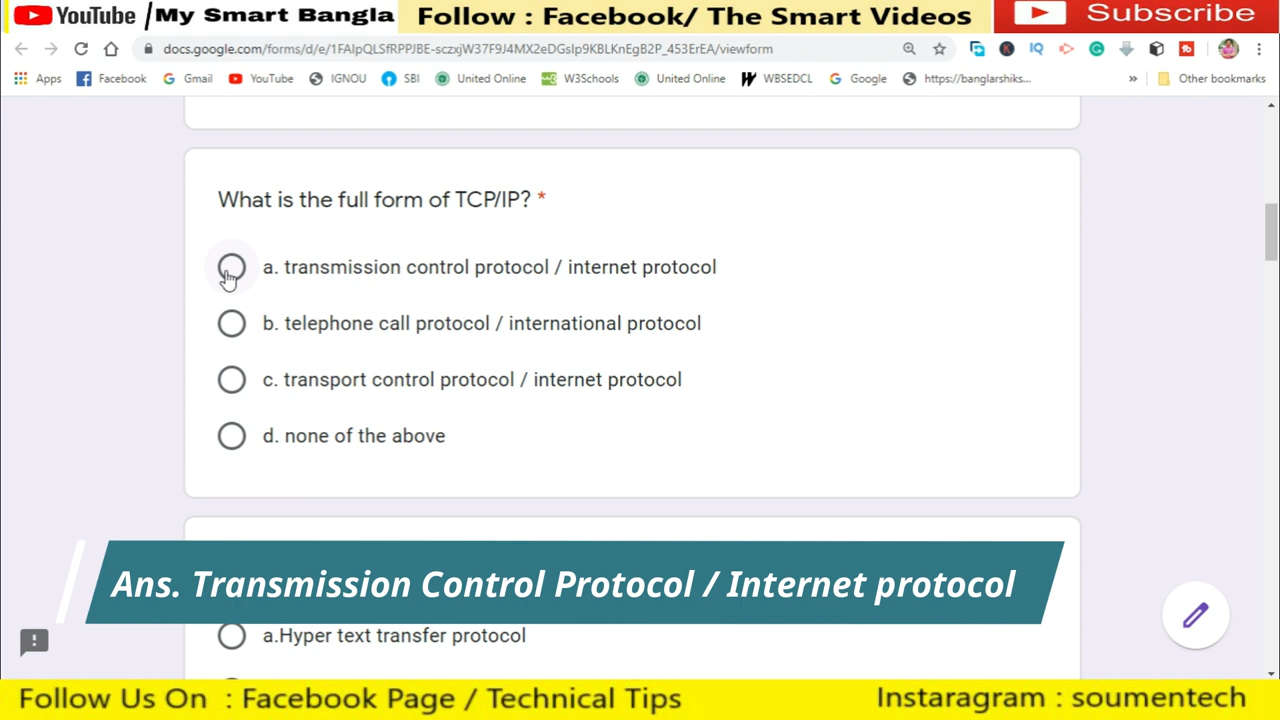 YouTube /My Smart Bangla Follow : Facebook/ The Smart Videos Subscribe
docs.google.com/forms/d/e/1FAIpQLSfRPPJBE-sczxjW37F9J4MX2eDGsIp9KBLKnEgB2P_453ErEA/viewform
Apps Facebook Gmail YouTube IGNOU SBI United Online W3Schools United Online WBSEDCL Google https://banglarshiks... » Other bookmarks
What is the full form of TCP/IP? *
a. transmission control protocol / internet protocol
b. telephone call protocol / international protocol
c. transport control protocol / internet protocol
d. none of the above
Ans. Transmission Control Protocol / Internet protocol
a.Hyper text transfer protocol
Follow Us On : Facebook Page / Technical Tips Instaragram : soumentech